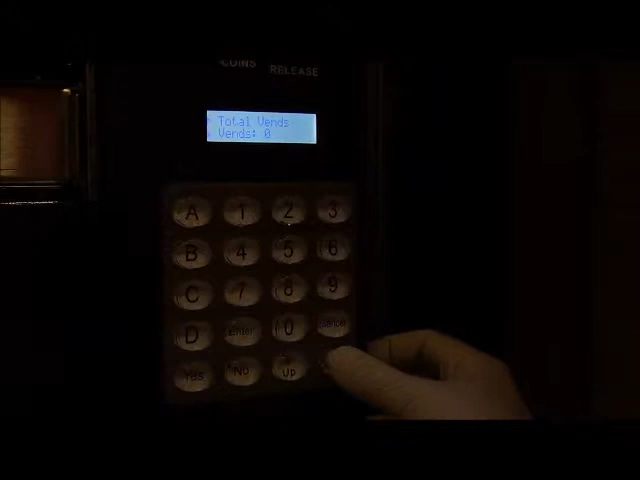 COINS
RELEASE
Total Vends
Vends: 0
A 1 2 3
B 4 5 6
C 7 8 9
D Enter 0 Cancel
Yes No Up